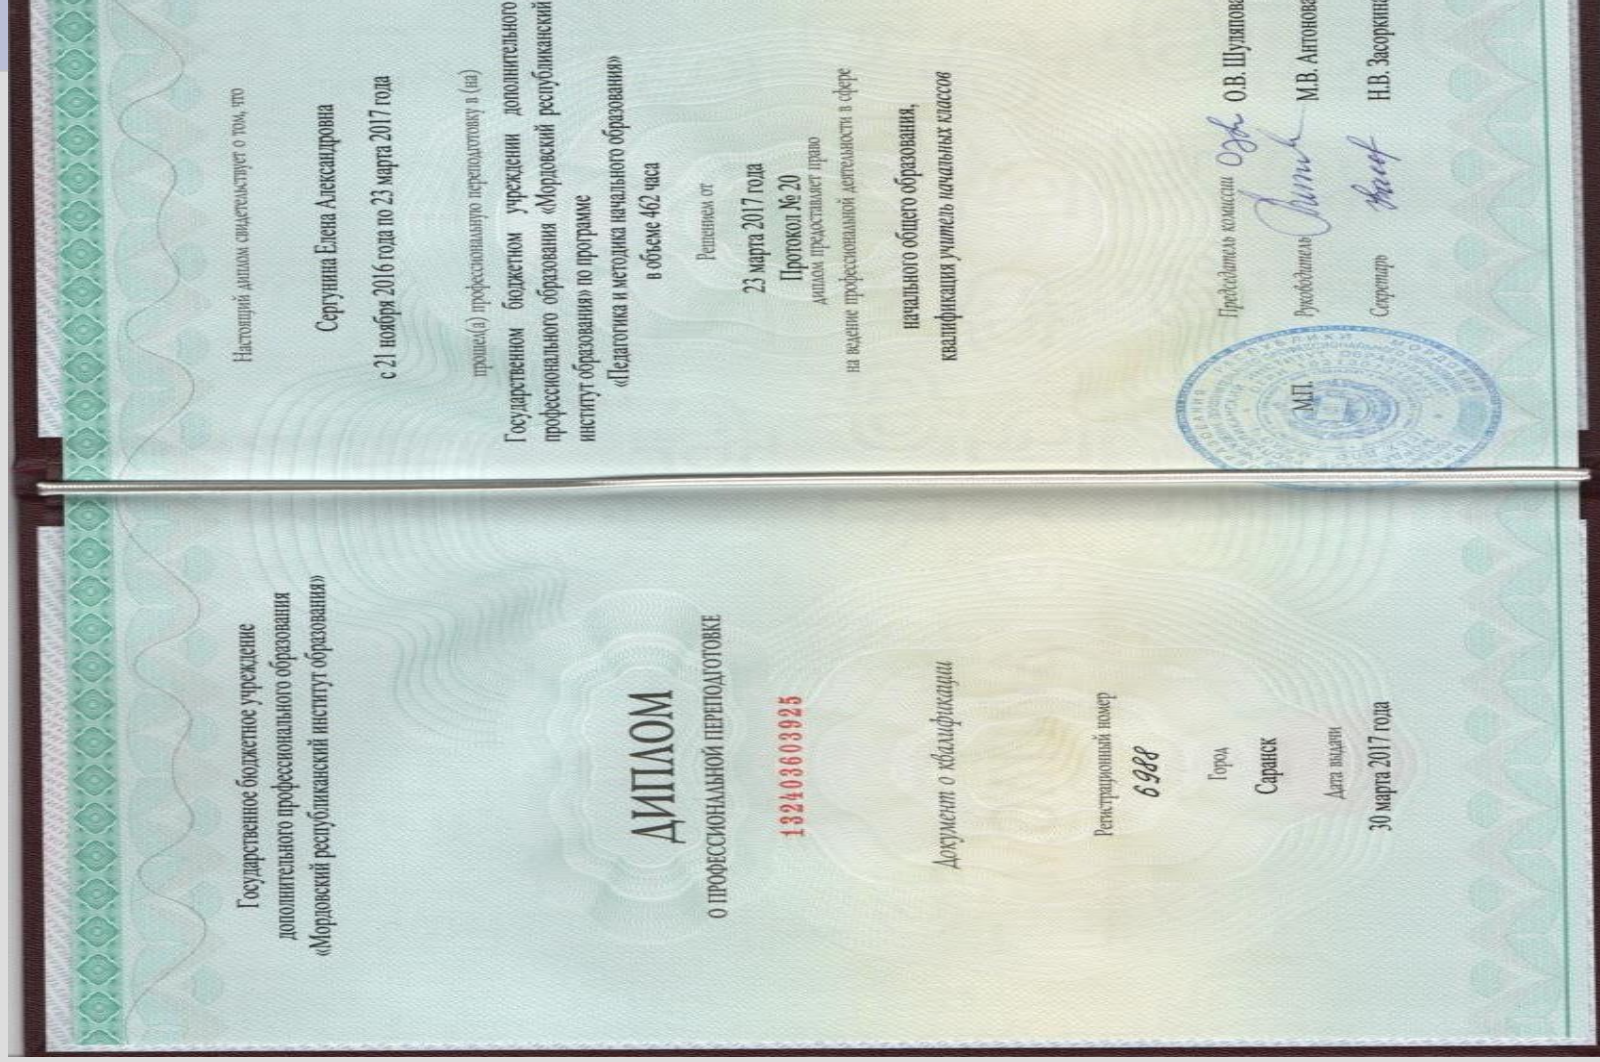 Государственное бюджетное учреждение
дополнительного профессионального образования
«Мордовский республиканский институт образования»
ДИПЛОМ
О ПРОФЕССИОНАЛЬНОЙ ПЕРЕПОДГОТОВКЕ
132403603925
Документ о квалификации
Регистрационный номер
6988
Город
Саранск
Дата выдачи
30 марта 2017 года
Настоящий диплом свидетельствует о том, что
Сергунина Елена Александровна
с 21 ноября 2016 года по 23 марта 2017 года
прошел(а) профессиональную переподготовку в (на)
Государственном бюджетном учреждении дополнительного
профессионального образования «Мордовский республиканский
институт образования» по программе
«Педагогика и методика начального образования»
в объеме 462 часа
Решением от
23 марта 2017 года
Протокол № 20
диплом предоставляет право
на ведение профессиональной деятельности в сфере
начального общего образования,
квалификация учитель начальных классов
Председатель комиссии О.В. Шуляпова
Руководитель М.В. Антонова
М.П.
Секретарь Н.В. Засоркина